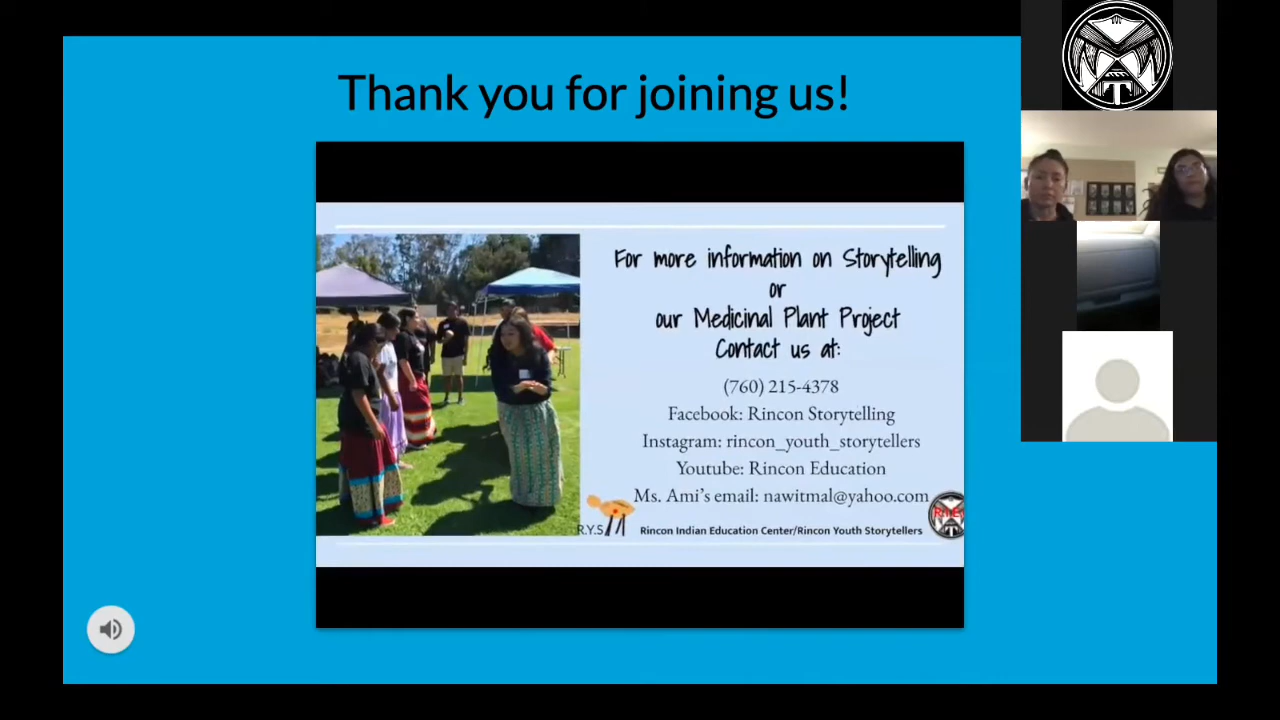 Thank you for joining us!
For more information on Storytelling
or
our Medicinal Plant Project
Contact us at:
(760) 215-4378
Facebook: Rincon Storytelling
Instagram: rincon_youth_storytellers
Youtube: Rincon Education
Ms. Ami's email: nawitmal@yahoo.com
R.Y.S
Rincon Indian Education Center/Rincon Youth Storytellers